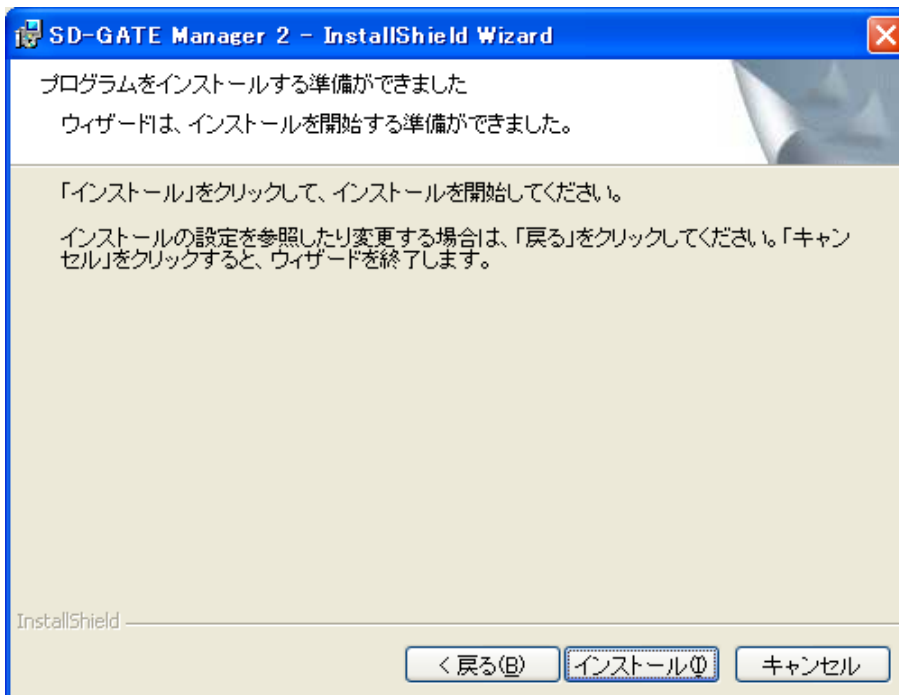 SD-GATE Manager 2 - InstallShield Wizard
プログラムをインストールする準備ができました
ウィザードは、インストールを開始する準備ができました。
「インストール」をクリックして、インストールを開始してください。
インストールの設定を参照したり変更する場合は、「戻る」をクリックしてください。「キャン
セル」をクリックすると、ウィザードを終了します。
InstallShield
< 戻る(B)
インストール(I)
キャンセル